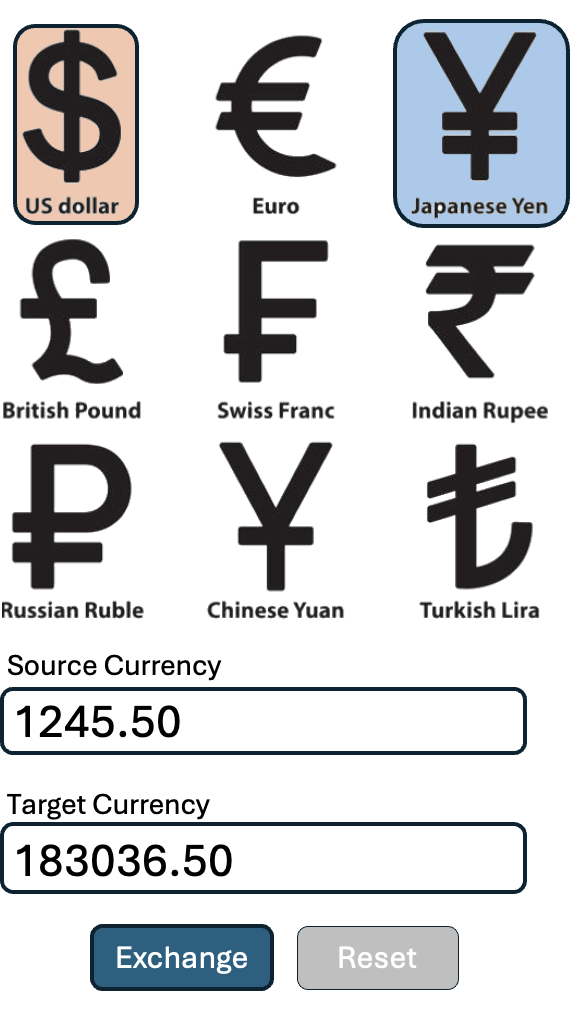 $ € ¥
US dollar Euro Japanese Yen
£ ₣ ₹
British Pound Swiss Franc Indian Rupee
₽ ¥ ₺
Russian Ruble Chinese Yuan Turkish Lira
Source Currency
1245.50
Target Currency
183036.50
Exchange Reset